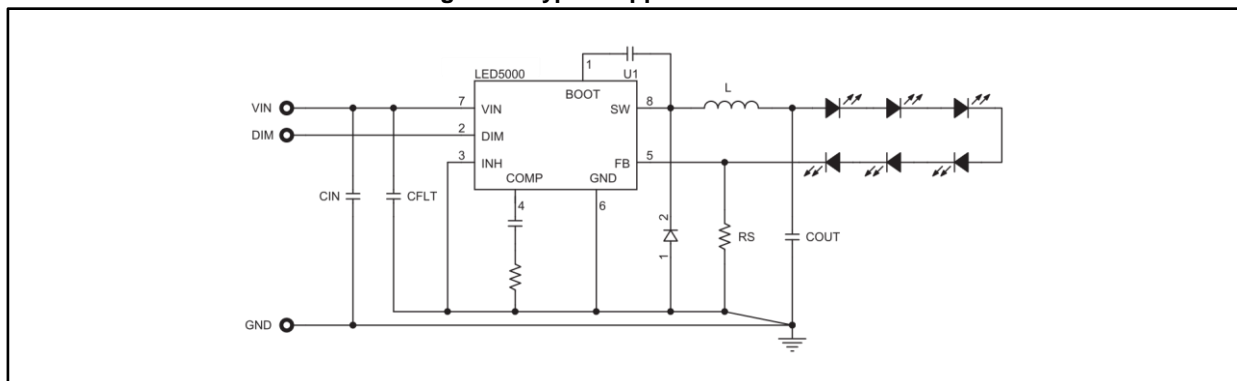 LED5000
1
U1
BOOT
L
VIN
7
VIN
SW
8
DIM
2
DIM
3
INH
FB
5
COMP
GND
4
6
CIN
CFLT
2
1
RS
COUT
GND